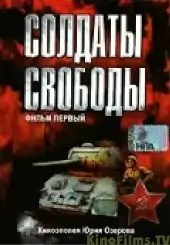 СОЛДАТЫ
СВОБОДЫ
ФИЛЬМ ПЕРВЫЙ
Киноэпопея Юрия Озерова
KinoFilms.TV